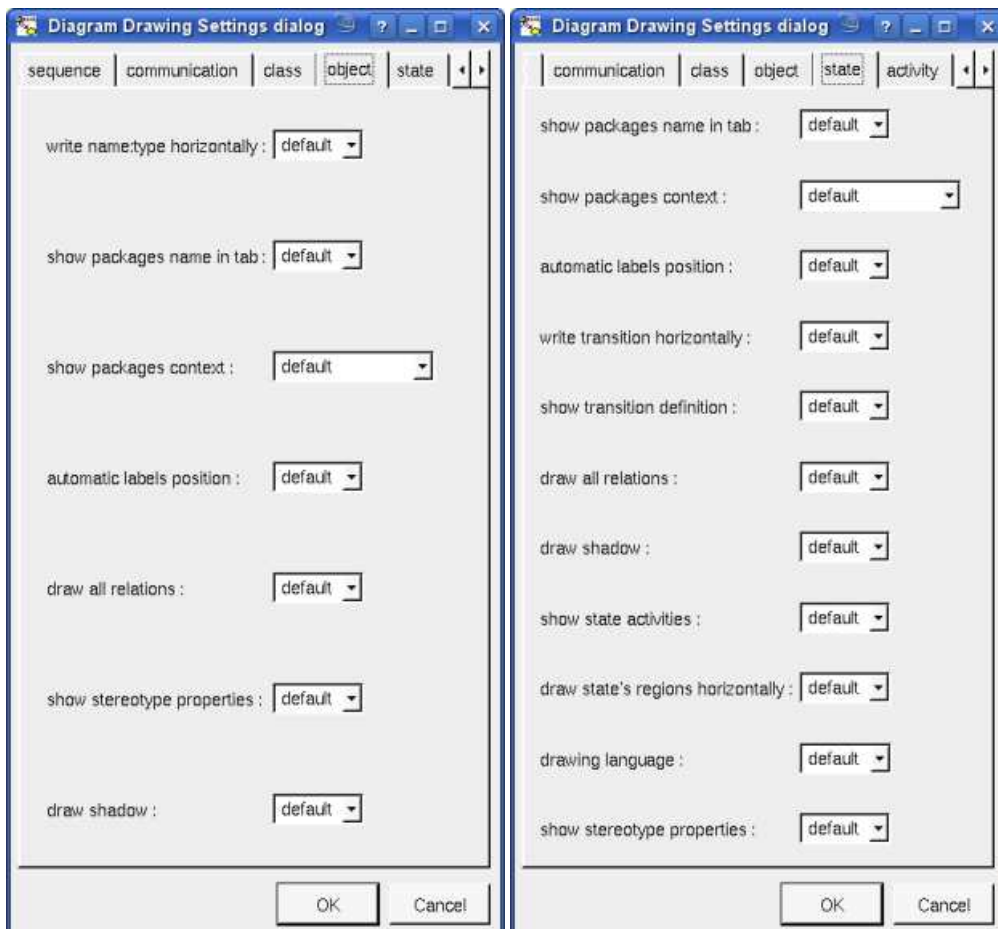 Diagram Drawing Settings dialog
sequence communication class object state
write name:type horizontally : default
show packages name in tab : default
show packages context : default
automatic labels position : default
draw all relations : default
show stereotype properties : default
draw shadow : default
OK Cancel
Diagram Drawing Settings dialog
communication class object state activity
show packages name in tab : default
show packages context : default
automatic labels position : default
write transition horizontally : default
show transition definition : default
draw all relations : default
draw shadow : default
show state activities : default
draw state's regions horizontally : default
drawing language : default
show stereotype properties : default
OK Cancel